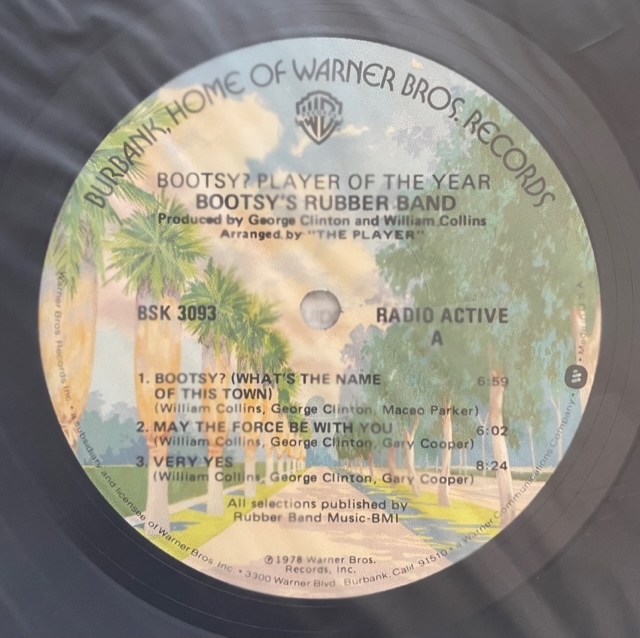 BURBANK, HOME OF WARNER BROS. RECORDS
BOOTSY? PLAYER OF THE YEAR
BOOTSY'S RUBBER BAND
Produced by George Clinton and William Collins
Arranged by "THE PLAYER"
BSK 3093
RADIO ACTIVE
A
1. BOOTSY? (WHAT'S THE NAME 6:59
OF THIS TOWN)
(William Collins, George Clinton, Maceo Parker)
2. MAY THE FORCE BE WITH YOU 6:02
(William Collins, George Clinton, Gary Cooper)
3. VERY YES 8:24
(William Collins, George Clinton, Gary Cooper)
All selections published by
Rubber Band Music-BMI
℗1978 Warner Bros.
Records, Inc.
Warner Bros. Records Inc. • a subsidiary and licensee of Warner Bros. Inc. • 3300 Warner Blvd., Burbank, Calif. 91510 • a Warner Communications Company • Made in U.S.A.